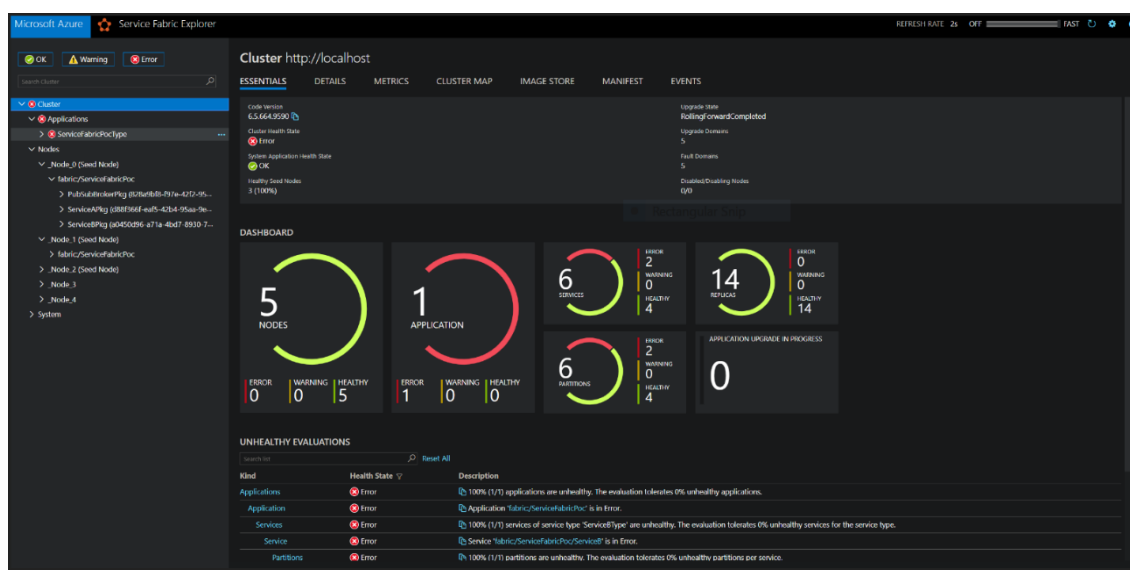 Microsoft Azure Service Fabric Explorer REFRESH RATE 2s OFF FAST
OK Warning Error
Search Cluster
Cluster
Applications
ServiceFabricPocType ...
Nodes
_Node_0 (Seed Node)
fabric:/ServiceFabricPoc
_Node_1 (Seed Node)
fabric:/ServiceFabricPoc
_Node_2 (Seed Node)
_Node_3
_Node_4
System
Cluster http://localhost
ESSENTIALS DETAILS METRICS CLUSTER MAP IMAGE STORE MANIFEST EVENTS
Code Version
6.5.664.9590
Cluster Health State
Error
System Application Health State
OK
Healthy Seed Nodes
3 (100%)
Upgrade State
RollingForwardCompleted
Upgrade Domains
5
Fault Domains
5
Disabled/Disabling Nodes
0/0
Rectangular Snip
DASHBOARD
5
NODES
ERROR
0
WARNING
0
HEALTHY
5
1
APPLICATION
ERROR
1
WARNING
0
HEALTHY
0
6
SERVICES
ERROR
2
WARNING
0
HEALTHY
4
14
REPLICAS
ERROR
0
WARNING
0
HEALTHY
14
6
PARTITIONS
ERROR
2
WARNING
0
HEALTHY
4
APPLICATION UPGRADE IN PROGRESS
0
UNHEALTHY EVALUATIONS
Search list Reset All
Kind Health State Description
Applications Error 100% (1/1) applications are unhealthy. The evaluation tolerates 0% unhealthy applications.
Application Error Application 'fabric:/ServiceFabricPoc' is in Error.
Services Error 100% (1/1) services of service type 'ServiceBType' are unhealthy. The evaluation tolerates 0% unhealthy services for the service type.
Service Error Service 'fabric:/ServiceFabricPoc/ServiceB' is in Error.
Partitions Error 100% (1/1) partitions are unhealthy. The evaluation tolerates 0% unhealthy partitions per service.